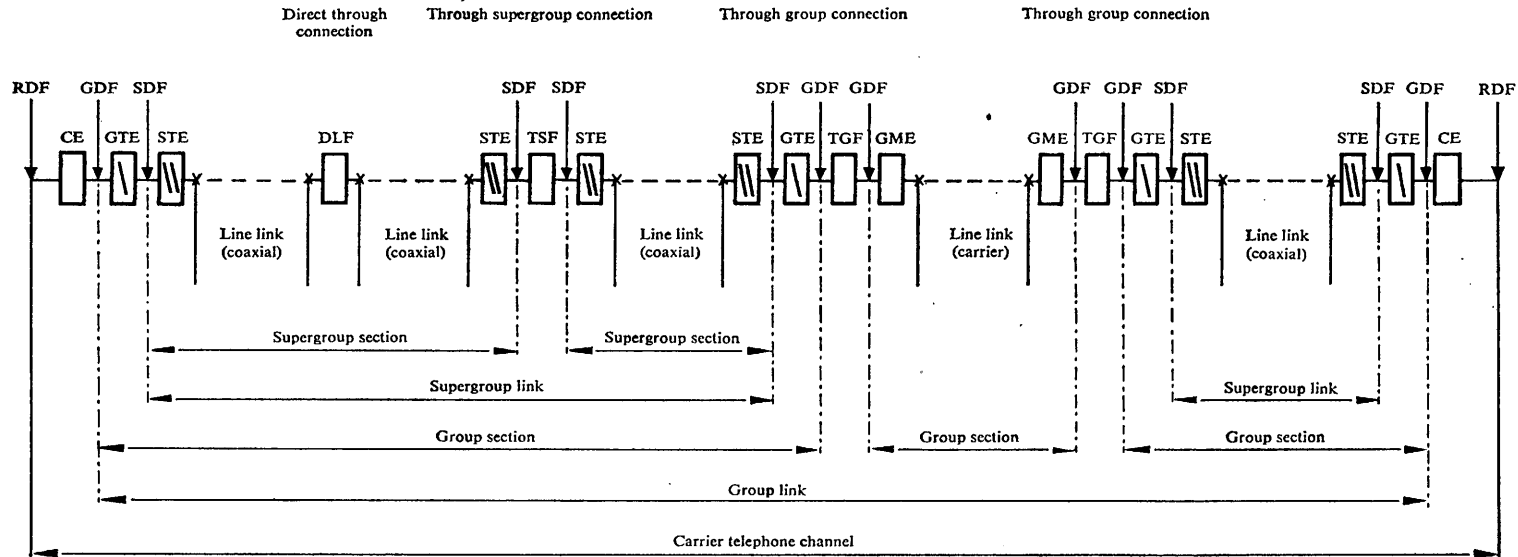 Direct through
connection
Through supergroup connection
Through group connection
Through group connection
RDF GDF SDF SDF SDF SDF GDF GDF GDF GDF SDF SDF GDF RDF
CE GTE STE DLF STE TSF STE STE GTE TGF GME GME TGF GTE STE STE GTE CE
Line link
(coaxial)
Line link
(coaxial)
Line link
(coaxial)
Line link
(carrier)
Line link
(coaxial)
Supergroup section
Supergroup section
Supergroup link
Supergroup link
Group section
Group section
Group section
Group link
Carrier telephone channel